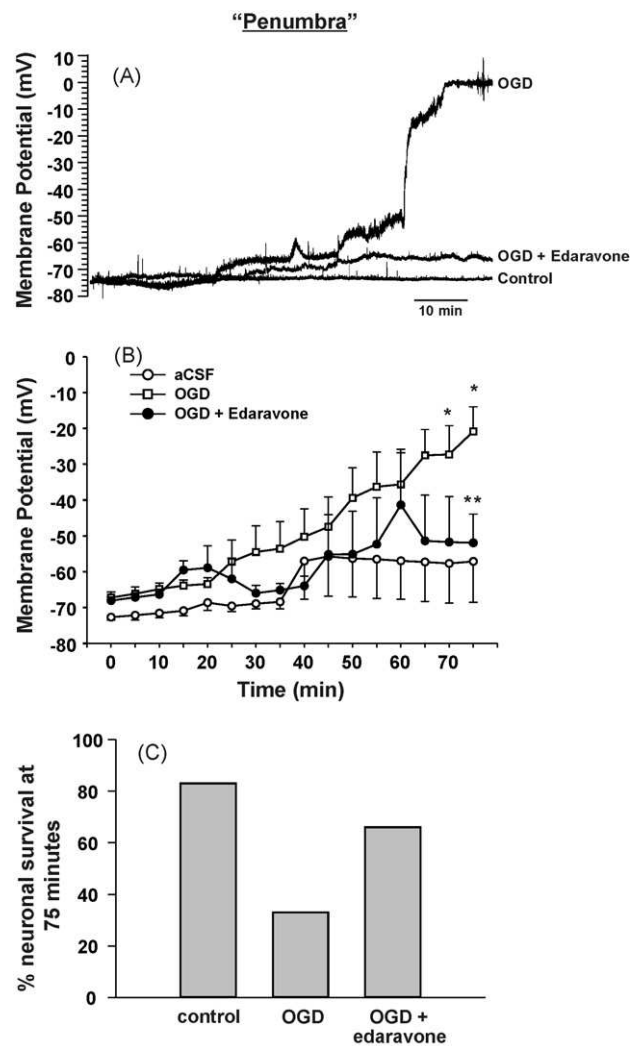 “Penumbra”
(A)
Membrane Potential (mV)
10
0
-10
-20
-30
-40
-50
-60
-70
-80
OGD
OGD + Edaravone
Control
10 min
(B)
Membrane Potential (mV)
0
-10
-20
-30
-40
-50
-60
-70
-80
aCSF
OGD
OGD + Edaravone
*
*
**
0 10 20 30 40 50 60 70
Time (min)
(C)
% neuronal survival at
75 minutes
100
80
60
40
20
0
control OGD OGD +
edaravone